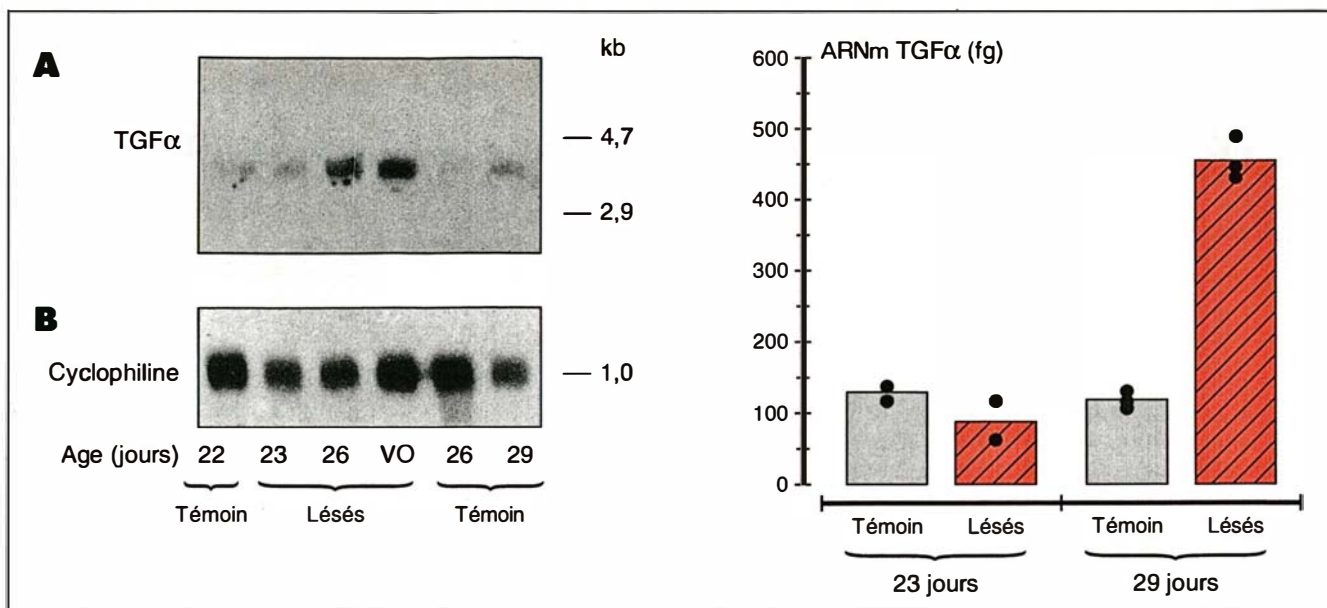 A
TGFα
kb
4,7
2,9
B
Cyclophiline
1,0
Age (jours) 22 23 26 VO 26 29
Témoin Lésés Témoin
ARNm TGFα (fg)
600
500
400
300
200
100
0
Témoin Lésés Témoin Lésés
23 jours 29 jours